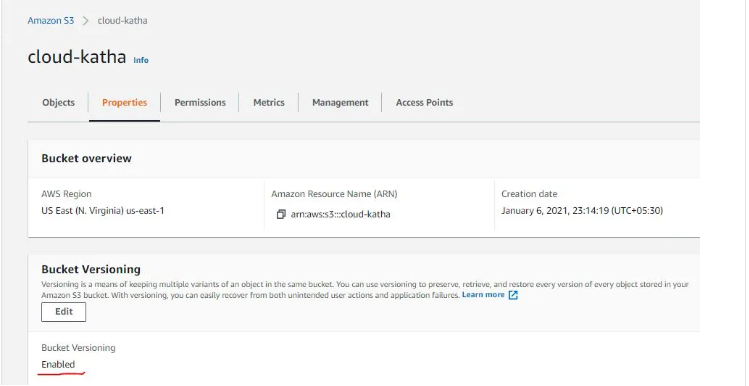 Amazon S3 > cloud-katha
cloud-katha Info
Objects Properties Permissions Metrics Management Access Points
Bucket overview
AWS Region Amazon Resource Name (ARN) Creation date
US East (N. Virginia) us-east-1 arn:aws:s3:::cloud-katha January 6, 2021, 23:14:19 (UTC+05:30)
Bucket Versioning
Versioning is a means of keeping multiple variants of an object in the same bucket. You can use versioning to preserve, retrieve, and restore every version of every object stored in your
Amazon S3 bucket. With versioning, you can easily recover from both unintended user actions and application failures. Learn more
Edit
Bucket Versioning
Enabled